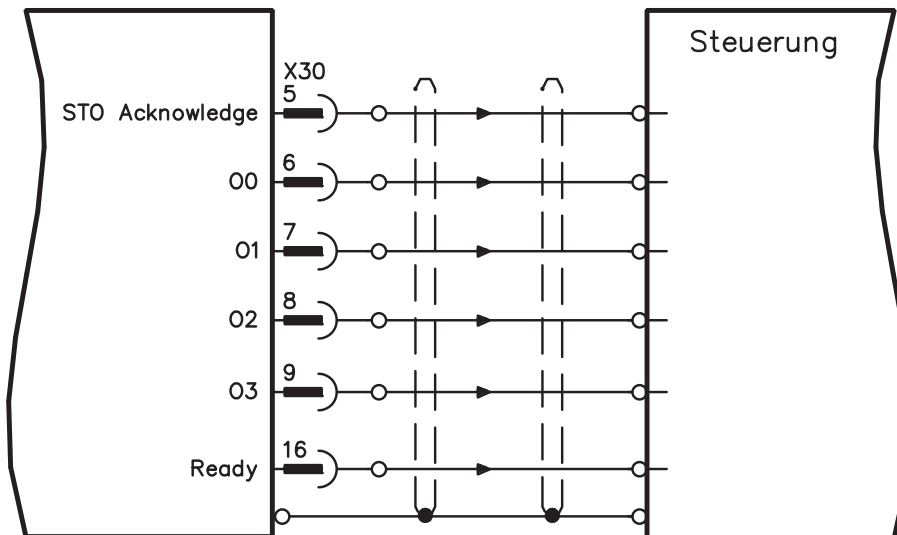 Steuerung
X30
STO Acknowledge 5
O0 6
O1 7
O2 8
O3 9
Ready 16